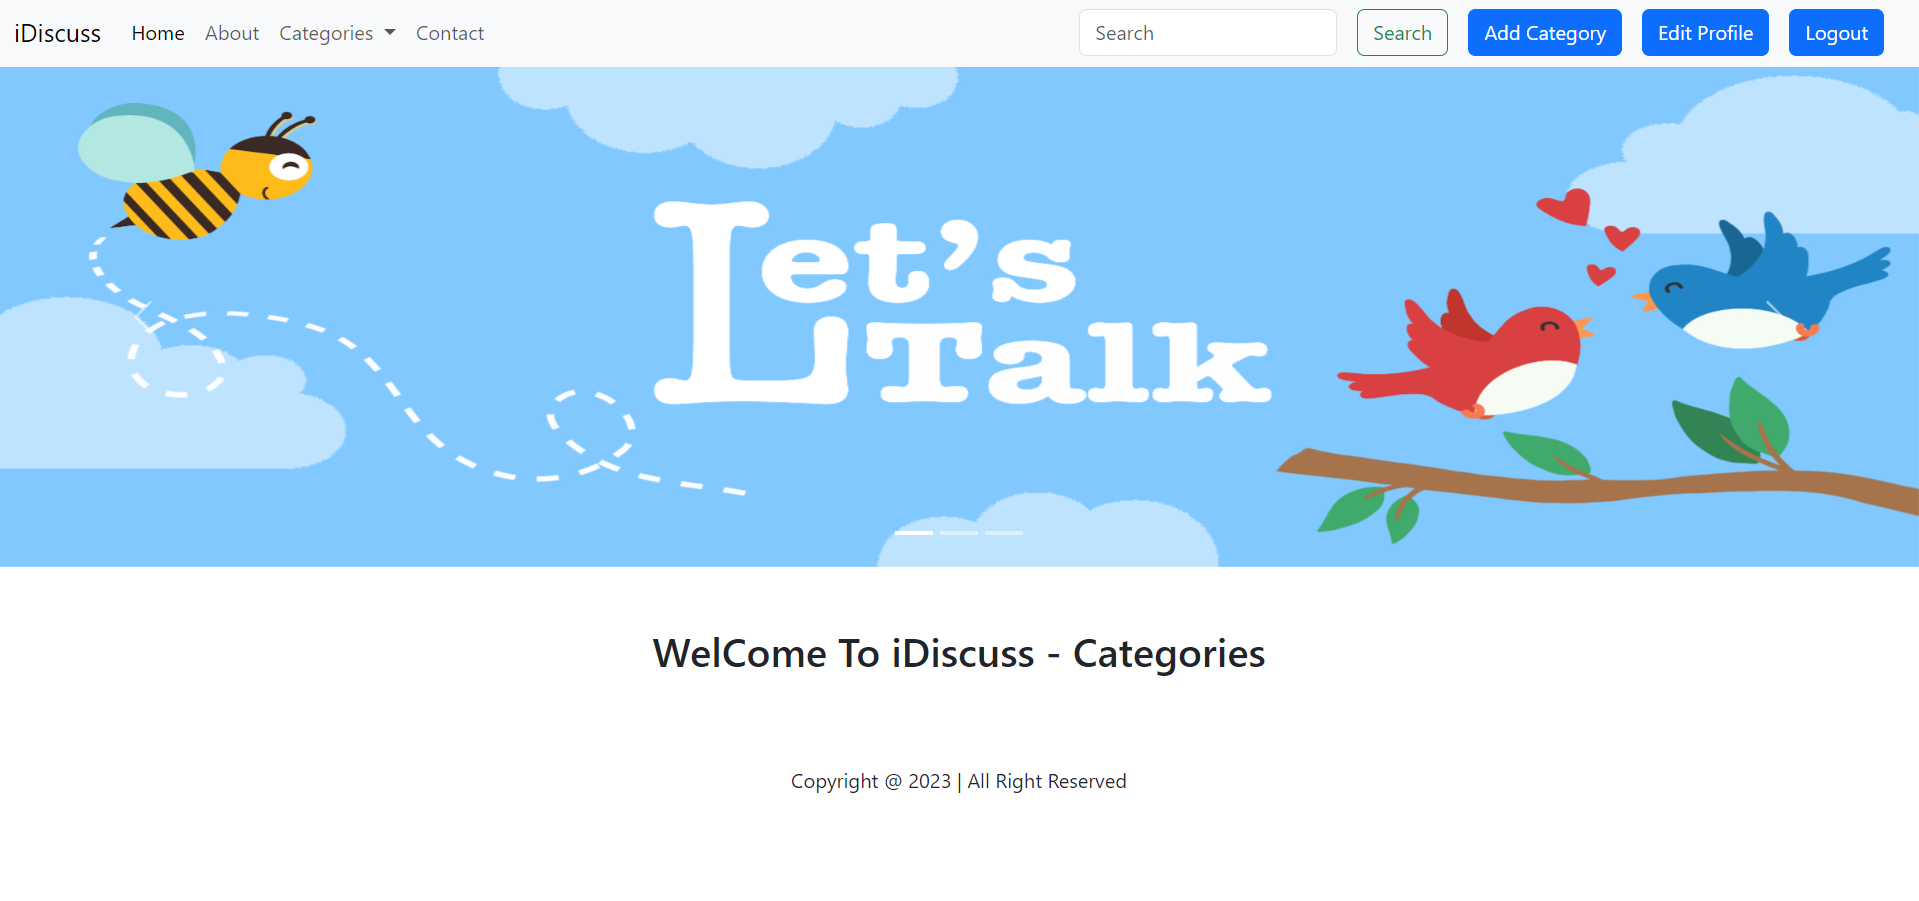 iDiscuss Home About Categories Contact Search Search Add Category Edit Profile Logout
Let's
Talk
WelCome To iDiscuss - Categories
Copyright @ 2023 | All Right Reserved